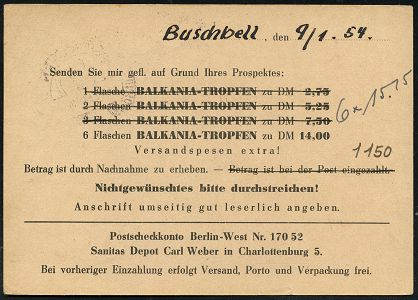 Buschbell, den 9/1. 54.
Senden Sie mir gefl. auf Grund Ihres Prospektes:
1 Flasche BALKANIA-TROPFEN zu DM 2,75
2 Flaschen BALKANIA-TROPFEN zu DM 5.25
3 Flaschen BALKANIA-TROPFEN zu DM 7.50
6 Flaschen BALKANIA-TROPFEN zu DM 14.00
6x 15.75
Versandspesen extra!
1150
Betrag ist durch Nachnahme zu erheben. — Betrag ist bei der Post eingezahlt.
Nichtgewünschtes bitte durchstreichen!
Anschrift umseitig gut leserlich angeben.
Postscheckkonto Berlin-West Nr. 170 52
Sanitas Depot Carl Weber in Charlottenburg 5.
Bei vorheriger Einzahlung erfolgt Versand, Porto und Verpackung frei.